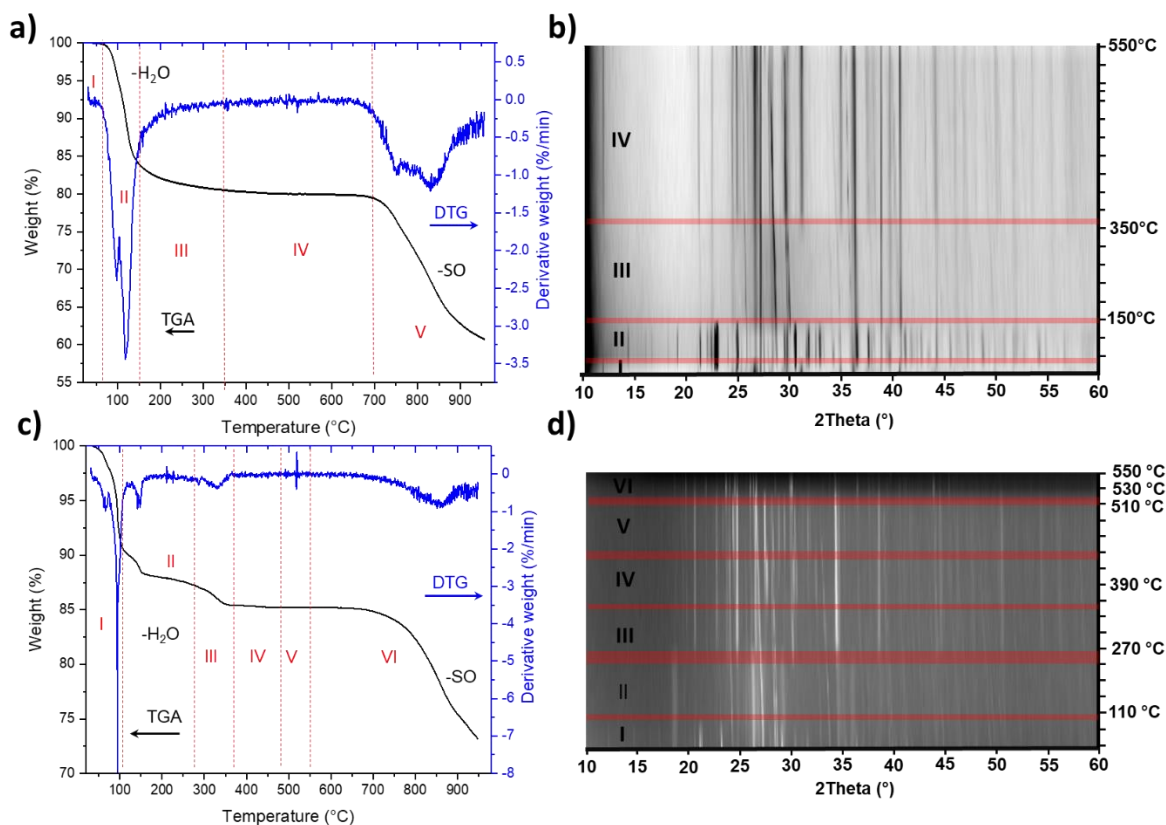 a)
100
95
90
85
80
75
70
65
60
55
Weight (%)
I
-H₂O
II
III
IV
V
-SO
TGA
DTG
0.5
0.0
-0.5
-1.0
-1.5
-2.0
-2.5
-3.0
-3.5
Derivative weight (%/min)
100 200 300 400 500 600 700 800 900
Temperature (°C)
b)
IV
III
II
I
550°C
350°C
150°C
10 15 20 25 30 35 40 45 50 55 60
2Theta (°)
c)
100
95
90
85
80
75
70
Weight (%)
I
II
-H₂O
III
IV
V
VI
-SO
TGA
DTG
0
-1
-2
-3
-4
-5
-6
-7
-8
Derivative weight (%/min)
100 200 300 400 500 600 700 800 900
Temperature (°C)
d)
VI
V
IV
III
II
I
550 °C
530 °C
510 °C
390 °C
270 °C
110 °C
10 15 20 25 30 35 40 45 50 55 60
2Theta (°)